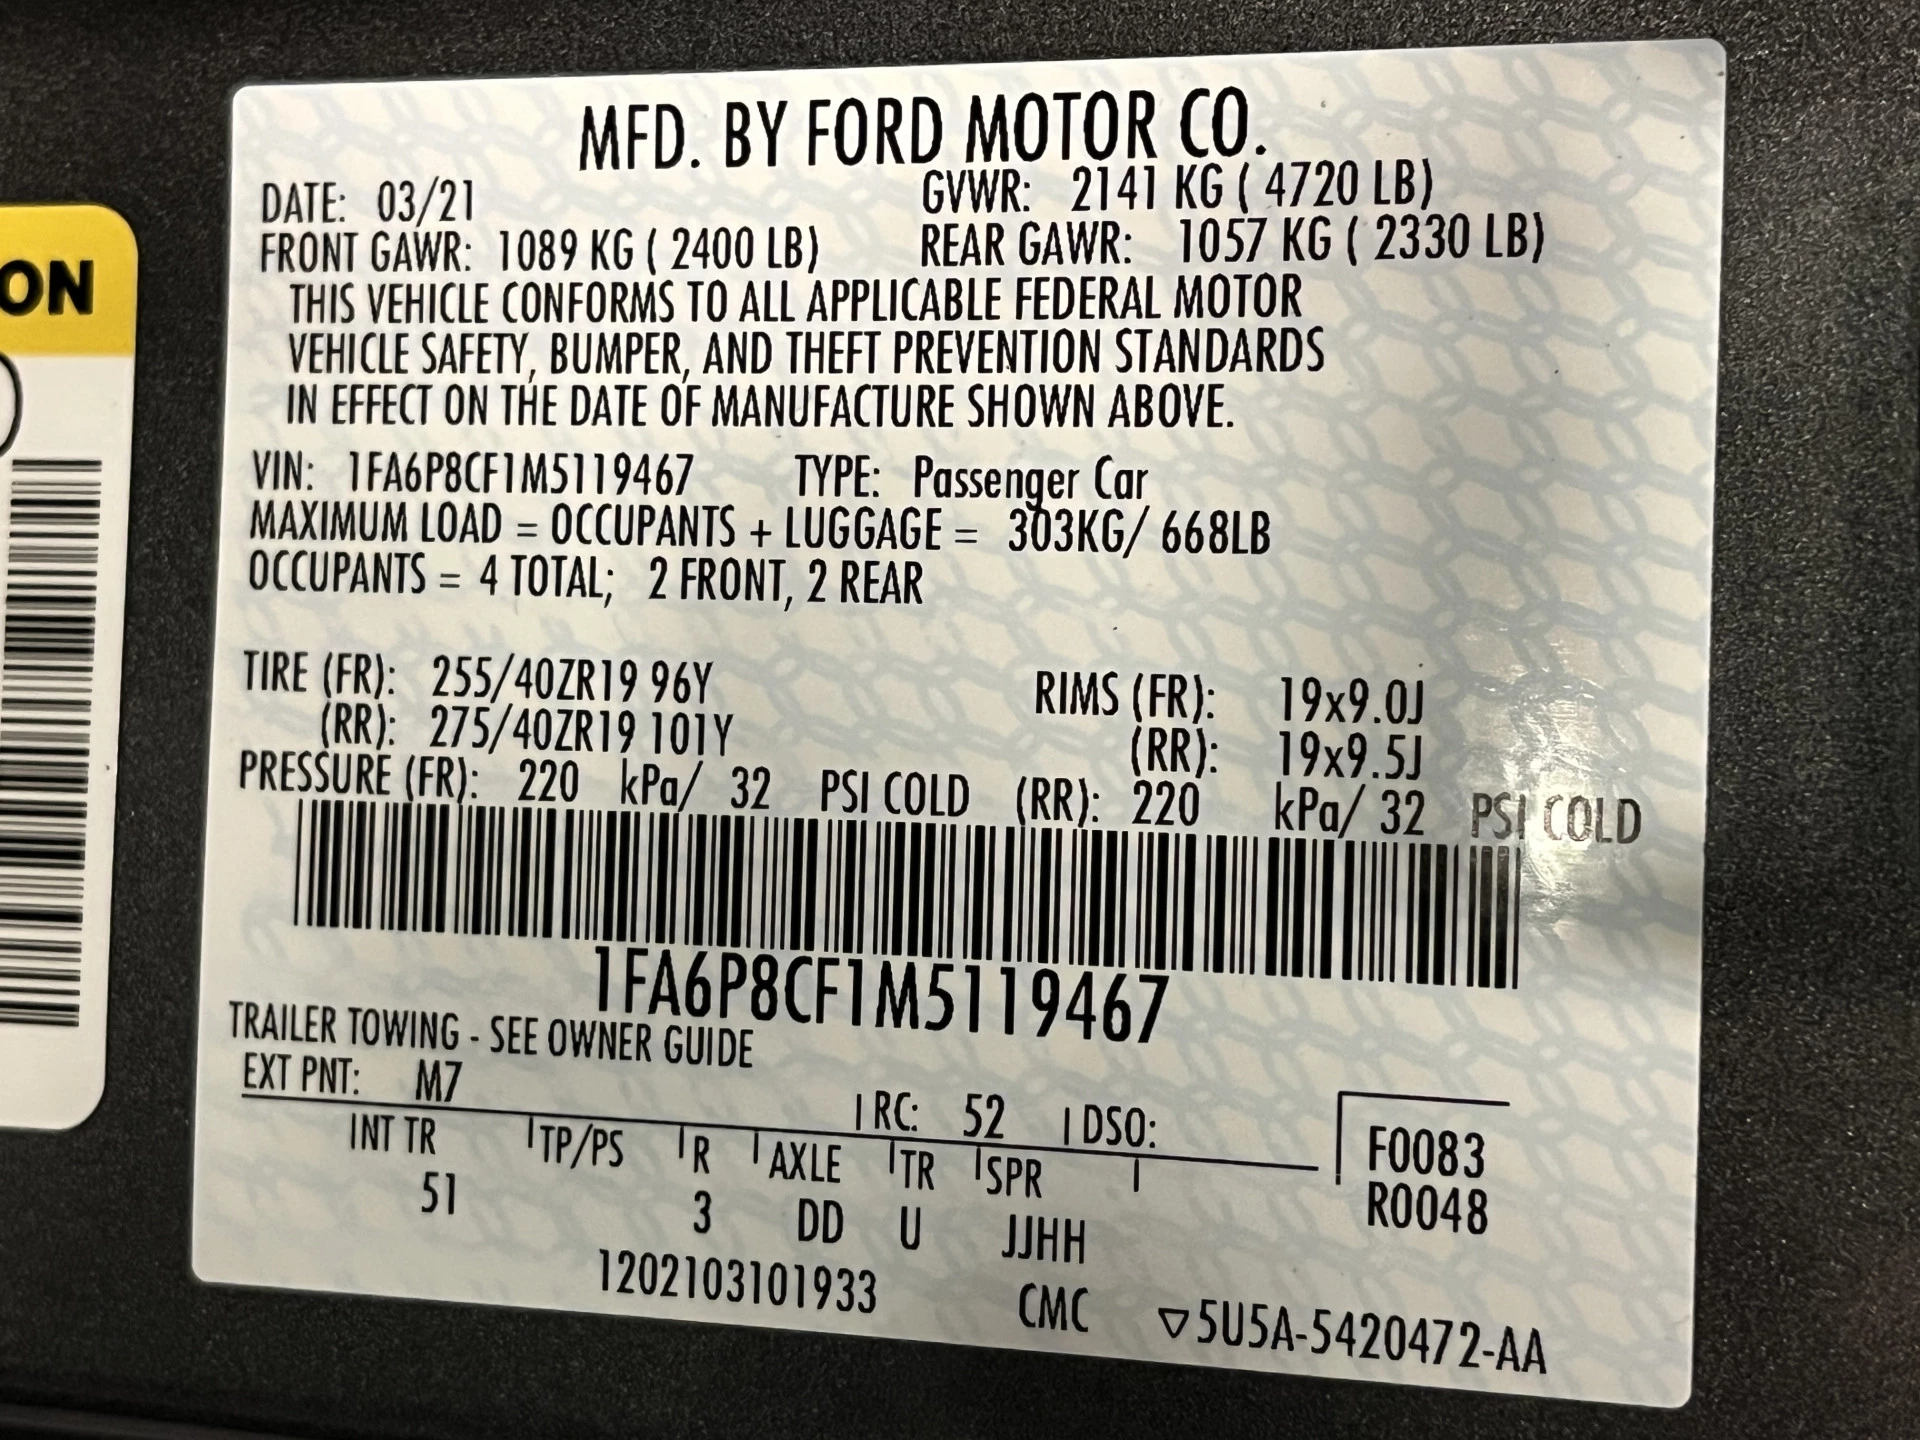 MFD. BY FORD MOTOR CO.
DATE: 03/21 GVWR: 2141 KG ( 4720 LB)
FRONT GAWR: 1089 KG ( 2400 LB) REAR GAWR: 1057 KG ( 2330 LB)
THIS VEHICLE CONFORMS TO ALL APPLICABLE FEDERAL MOTOR
VEHICLE SAFETY, BUMPER, AND THEFT PREVENTION STANDARDS
IN EFFECT ON THE DATE OF MANUFACTURE SHOWN ABOVE.
VIN: 1FA6P8CF1M5119467 TYPE: Passenger Car
MAXIMUM LOAD = OCCUPANTS + LUGGAGE = 303KG/ 668LB
OCCUPANTS = 4 TOTAL; 2 FRONT, 2 REAR
TIRE (FR): 255/40ZR19 96Y RIMS (FR): 19x9.0J
(RR): 275/40ZR19 101Y (RR): 19x9.5J
PRESSURE (FR): 220 kPa/ 32 PSI COLD (RR): 220 kPa/ 32 PSI COLD
1FA6P8CF1M5119467
TRAILER TOWING - SEE OWNER GUIDE
EXT PNT: M7 RC: 52 DSO:
INT TR TP/PS R AXLE TR SPR F0083
51 3 DD U JJHH R0048
1202103101933 CMC ▽5U5A-5420472-AA
ON